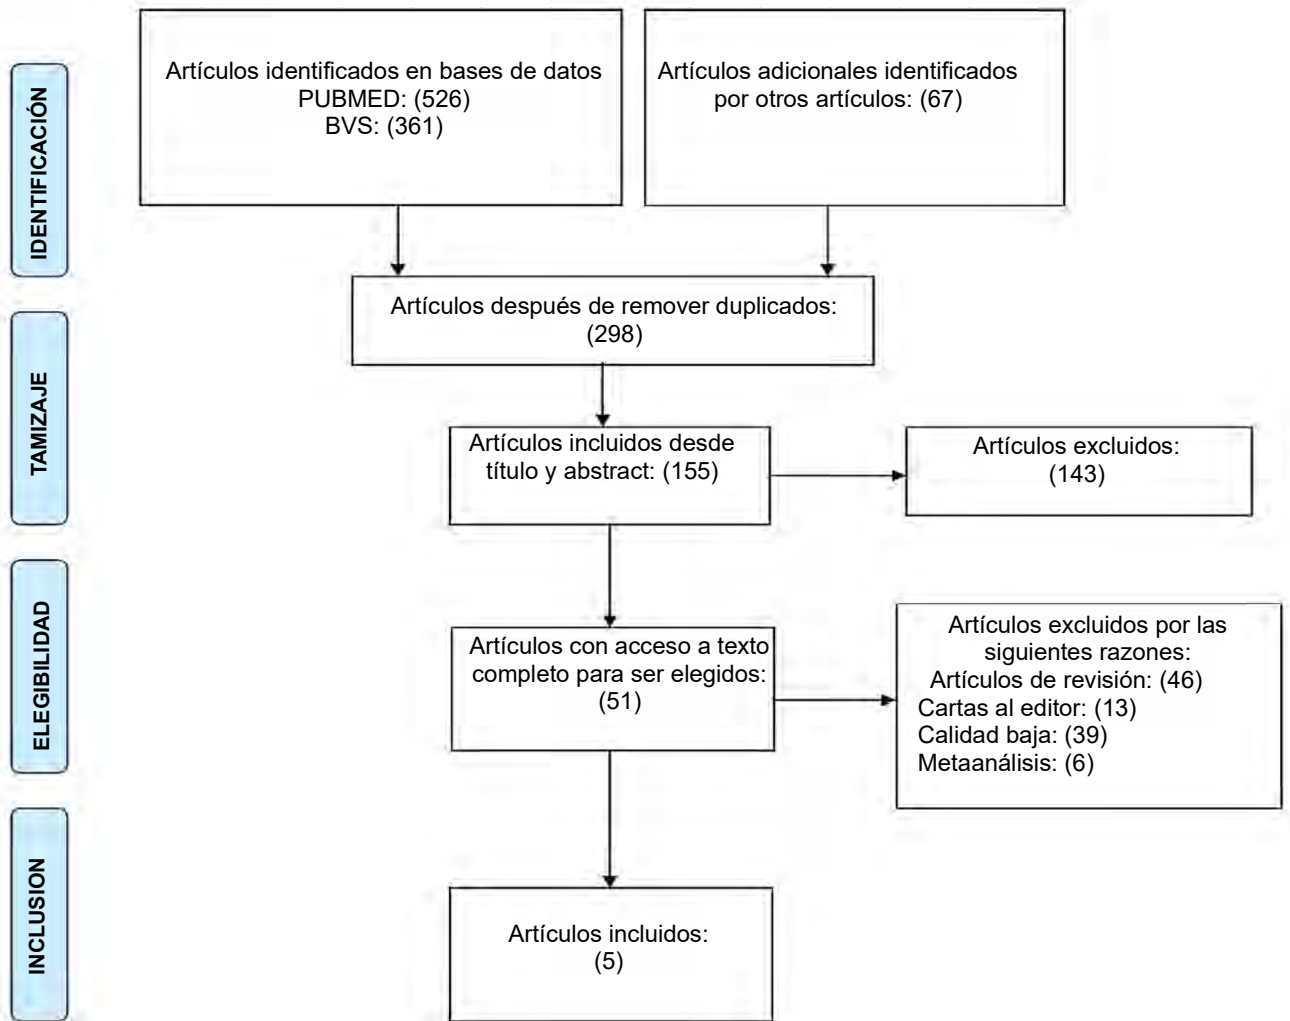 IDENTIFICACIÓN
Artículos identificados en bases de datos
PUBMED: (526)
BVS: (361)
Artículos adicionales identificados
por otros artículos: (67)
Artículos después de remover duplicados:
(298)
TAMIZAJE
Artículos incluidos desde
título y abstract: (155)
Artículos excluidos:
(143)
ELEGIBILIDAD
Artículos con acceso a texto
completo para ser elegidos:
(51)
Artículos excluidos por las
siguientes razones:
Artículos de revisión: (46)
Cartas al editor: (13)
Calidad baja: (39)
Metaanálisis: (6)
INCLUSION
Artículos incluidos:
(5)